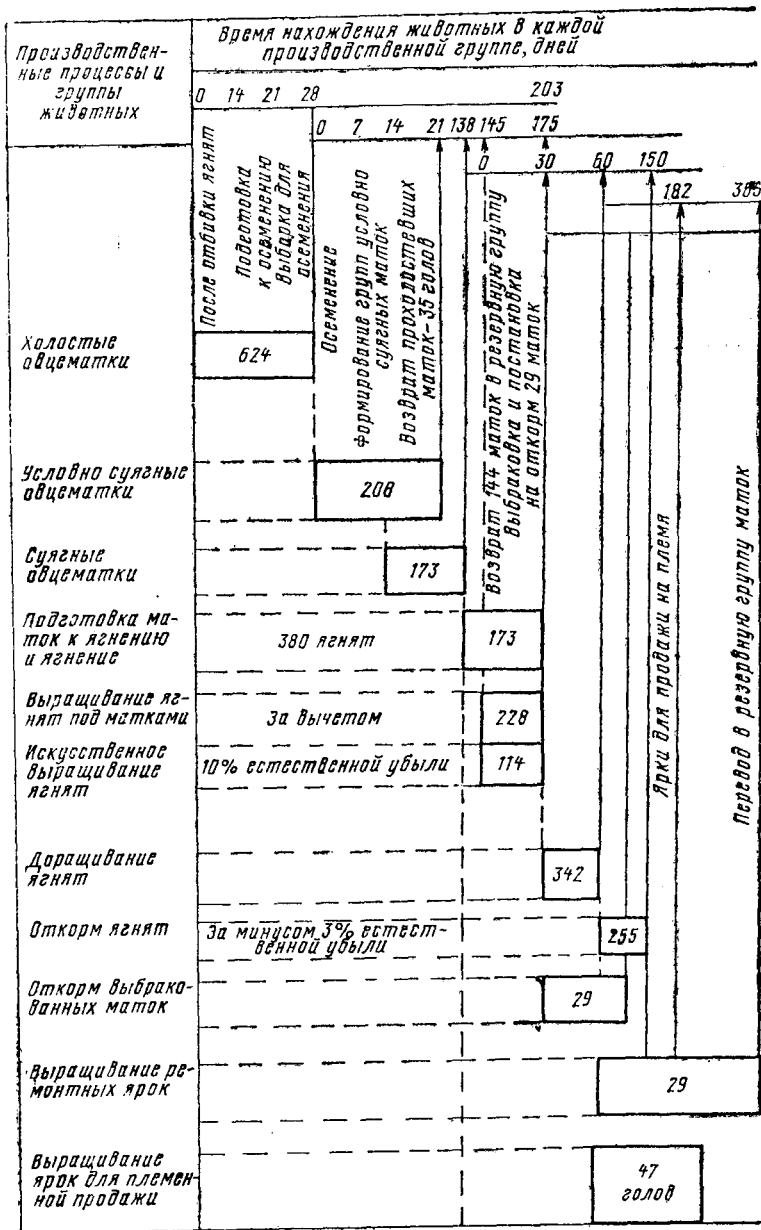 Производствен-
ные процессы и
группы
животных
Время нахождения животных в каждой
производственной группе, дней
0 14 21 28 203
0 7 14 21 138 145 175
0 30 60 150
182 386
После отбивки ягнят
Подготовка
к осеменению
Выборка для
осеменения
Осеменение
Формирование групп условно
суягных маток
Возврат прохолостевших
маток-35 голов
Возврат 144 маток в резервную группу
Выбраковка и постановка
на откорм 29 маток
Ярки для продажи на племя
Перевод в резервную группу маток
Холостые
овцематки
624
Условно суягные
овцематки
208
Суягные
овцематки
173
Подготовка ма-
ток к ягнению
и ягнение
380 ягнят
173
Выращивание яг-
нят под матками
За вычетом
228
Искусственное
выращивание
ягнят
10% естественной убыли
114
Доращивание
ягнят
342
Откорм ягнят
За минусом 3% естест-
венной убыли
255
Откорм выбрако-
ванных маток
29
Выращивание ре-
монтных ярок
29
Выращивание
ярок для племен-
ной продажи
47
голов